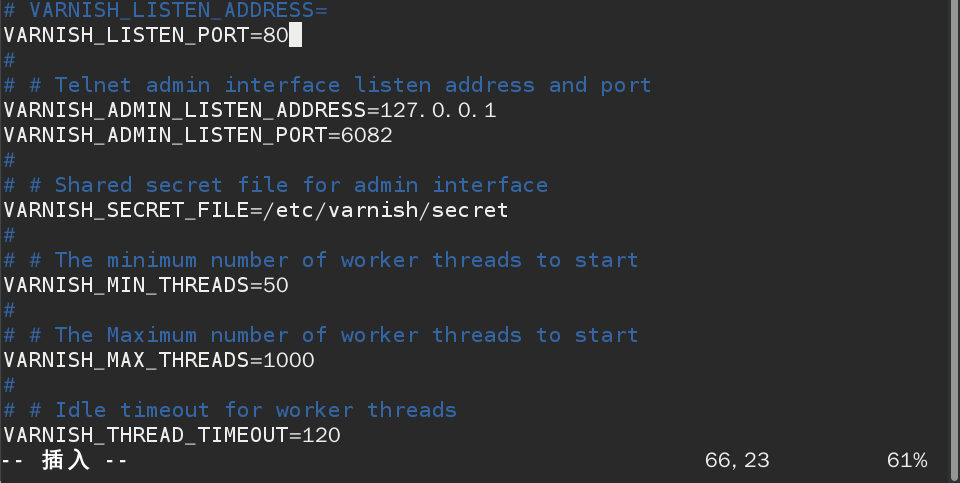 # VARNISH_LISTEN_ADDRESS=
VARNISH_LISTEN_PORT=80
#
# # Telnet admin interface listen address and port
VARNISH_ADMIN_LISTEN_ADDRESS=127.0.0.1
VARNISH_ADMIN_LISTEN_PORT=6082
#
# # Shared secret file for admin interface
VARNISH_SECRET_FILE=/etc/varnish/secret
#
# # The minimum number of worker threads to start
VARNISH_MIN_THREADS=50
#
# # The Maximum number of worker threads to start
VARNISH_MAX_THREADS=1000
#
# # Idle timeout for worker threads
VARNISH_THREAD_TIMEOUT=120
-- 插入 -- 66,23 61%